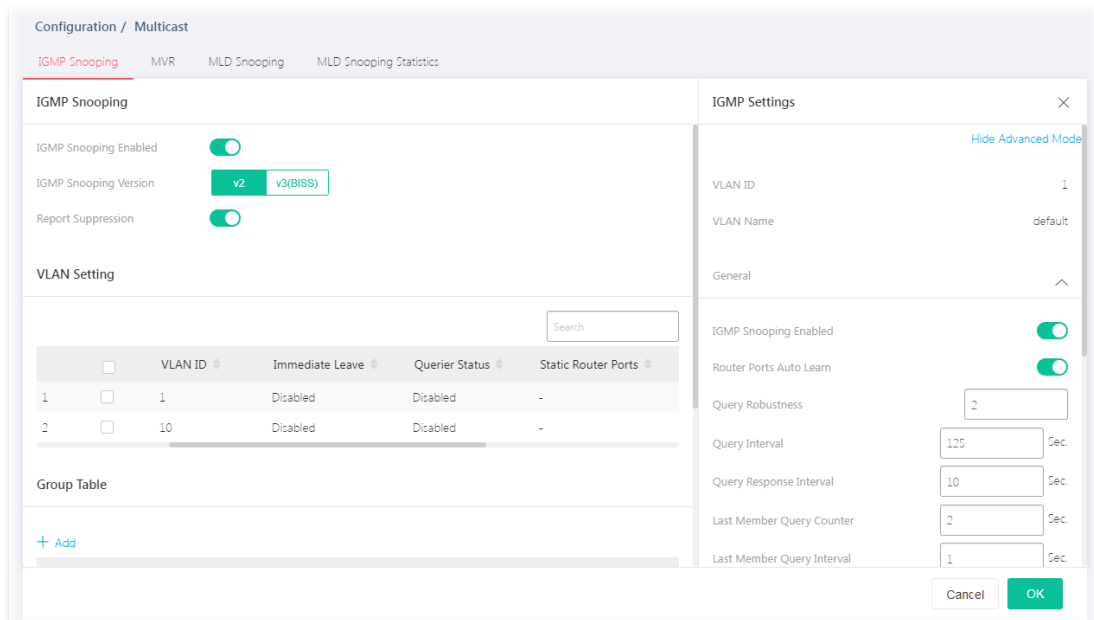 Configuration / Multicast
IGMP Snooping MVR MLD Snooping MLD Snooping Statistics
IGMP Snooping
IGMP Snooping Enabled
IGMP Snooping Version v2 v3(BISS)
Report Suppression
VLAN Setting
Search
VLAN ID Immediate Leave Querier Status Static Router Ports
1 1 Disabled Disabled -
2 10 Disabled Disabled -
Group Table
+ Add
IGMP Settings
Hide Advanced Mode
VLAN ID 1
VLAN Name default
General
IGMP Snooping Enabled
Router Ports Auto Learn
Query Robustness 2
Query Interval 125 Sec.
Query Response Interval 10 Sec.
Last Member Query Counter 2 Sec.
Last Member Query Interval 1 Sec.
Cancel OK